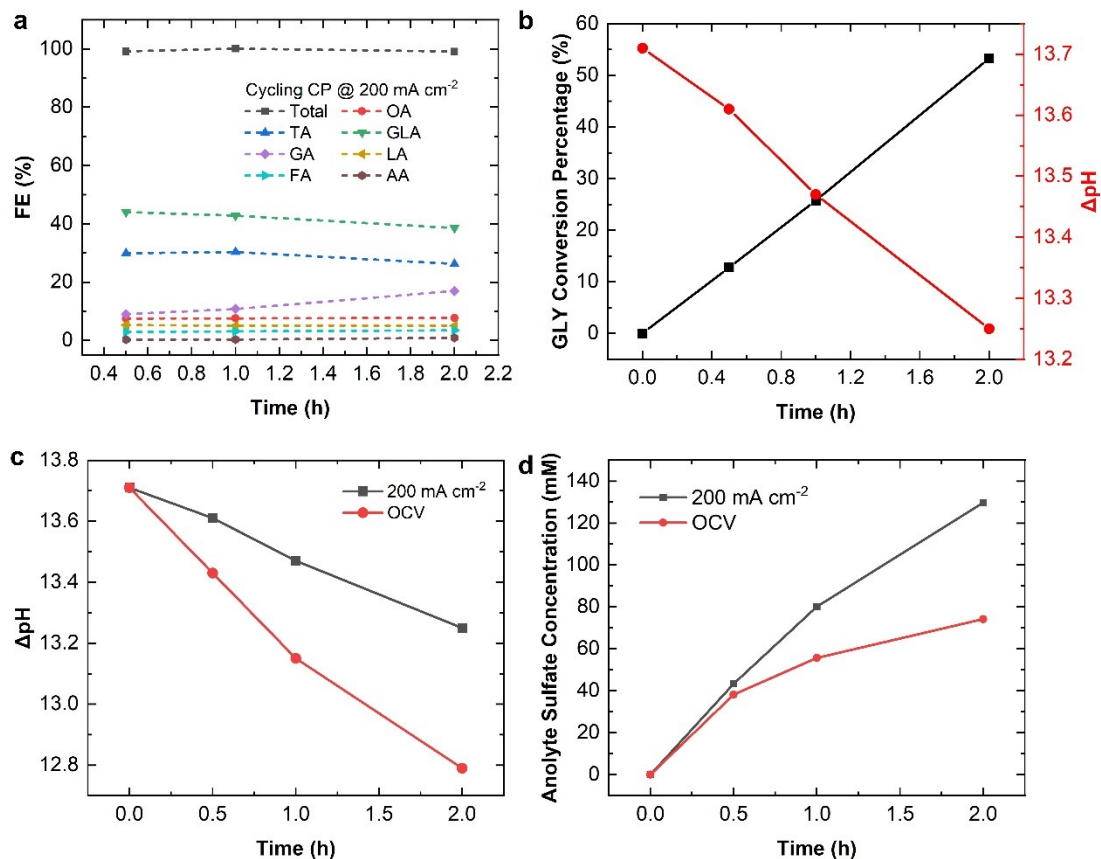 a
100
80
60
40
20
0
FE (%)
Cycling CP @ 200 mA cm-2
Total
OA
TA
GLA
GA
LA
FA
AA
0.4 0.6 0.8 1.0 1.2 1.4 1.6 1.8 2.0 2.2
Time (h)
b
60
50
40
30
20
10
0
GLY Conversion Percentage (%)
13.7
13.6
13.5
13.4
13.3
13.2
ΔpH
0.0 0.4 0.8 1.2 1.6 2.0
Time (h)
c
13.8
13.6
13.4
13.2
13.0
12.8
ΔpH
200 mA cm-2
OCV
0.0 0.5 1.0 1.5 2.0
Time (h)
d
140
120
100
80
60
40
20
0
Anolyte Sulfate Concentration (mM)
200 mA cm-2
OCV
0.0 0.5 1.0 1.5 2.0
Time (h)